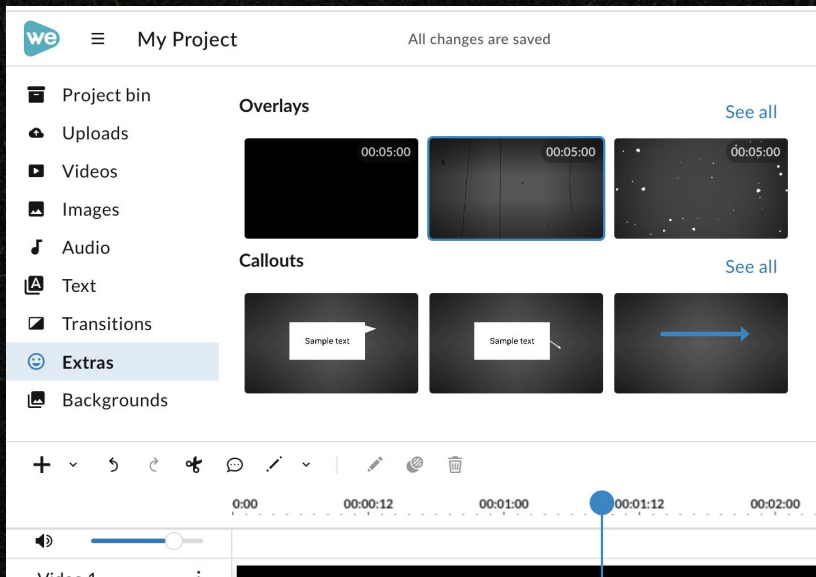 we
My Project
All changes are saved
Project bin
Uploads
Videos
Images
Audio
Text
Transitions
Extras
Backgrounds
Overlays
See all
00:05:00
00:05:00
00:05:00
Callouts
See all
Sample text
Sample text
0:00
00:00:12
00:01:00
00:01:12
00:02:00
Video 1